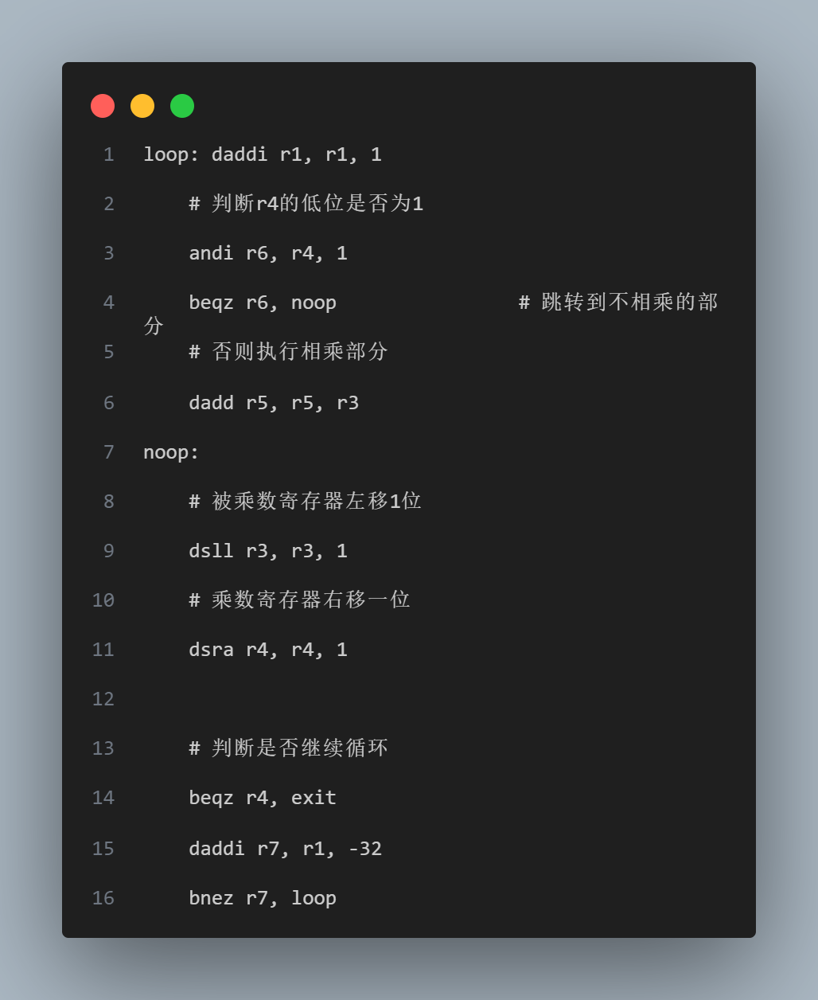 1 loop: daddi r1, r1, 1
2     # 判断r4的低位是否为1
3     andi r6, r4, 1
4     beqz r6, noop                # 跳转到不相乘的部
分
5     # 否则执行相乘部分
6     dadd r5, r5, r3
7 noop:
8     # 被乘数寄存器左移1位
9     dsll r3, r3, 1
10     # 乘数寄存器右移一位
11     dsra r4, r4, 1
12
13     # 判断是否继续循环
14     beqz r4, exit
15     daddi r7, r1, -32
16     bnez r7, loop